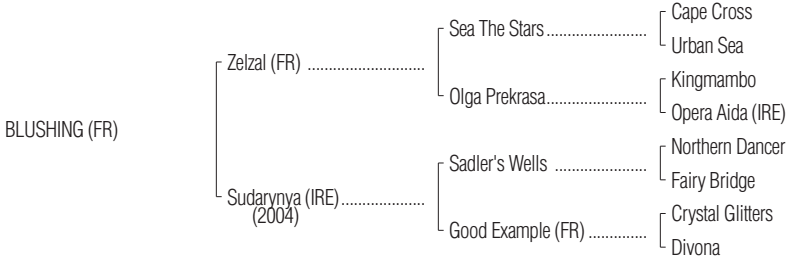 Cape Cross
Sea The Stars........................
Urban Sea
Zelzal (FR) ............................
Kingmambo
Olga Prekrasa........................
Opera Aida (IRE)
BLUSHING (FR)
Northern Dancer
Sadler's Wells ......................
Fairy Bridge
Sudarynya (IRE)....................
(2004)
Crystal Glitters
Good Example (FR) ..............
Divona